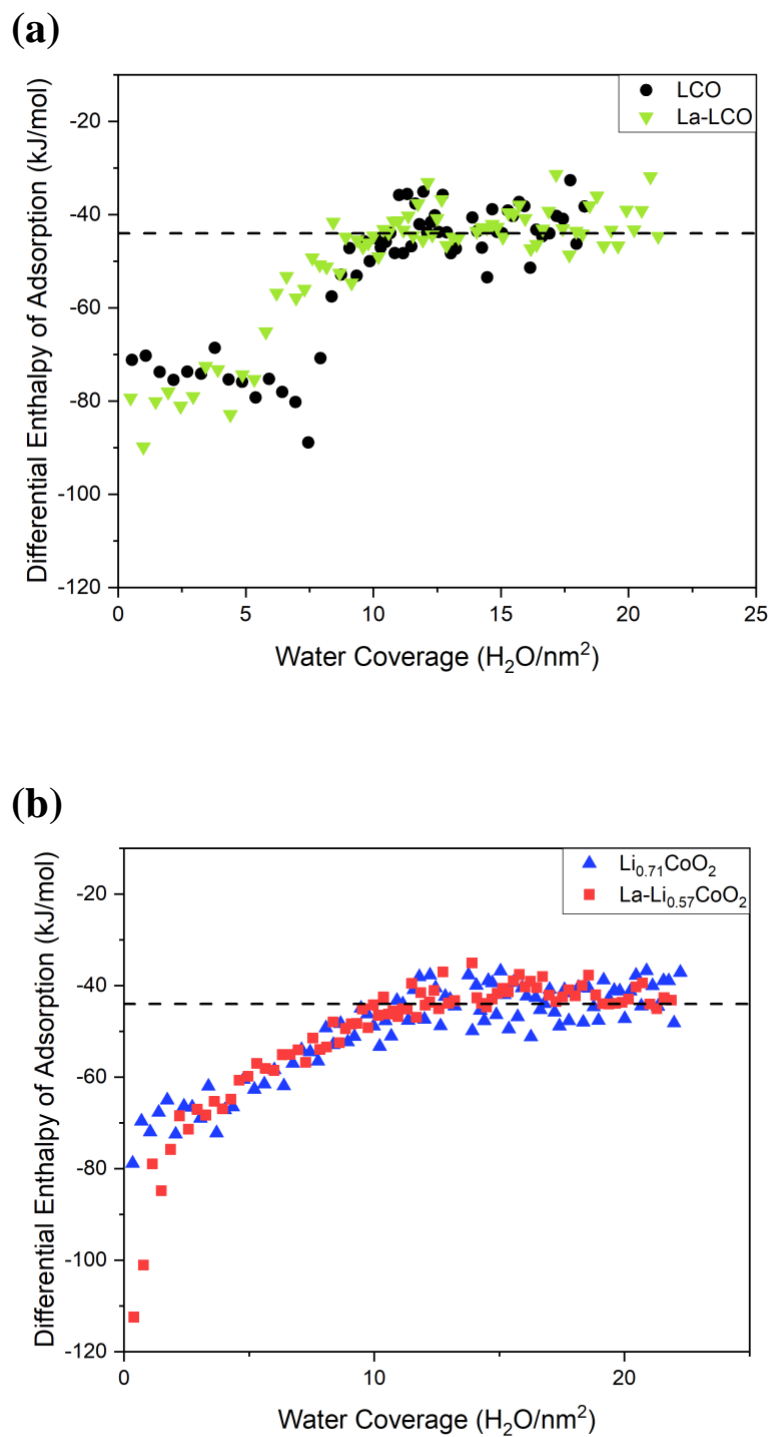 (a)
LCO
La-LCO
-20
-40
-60
-80
-100
-120
0
5
10
15
20
25
Differential Enthalpy of Adsorption (kJ/mol)
Water Coverage (H₂O/nm²)
(b)
Li₀.₇₁CoO₂
La-Li₀.₅₇CoO₂
-20
-40
-60
-80
-100
-120
0
10
20
Differential Enthalpy of Adsorption (kJ/mol)
Water Coverage (H₂O/nm²)